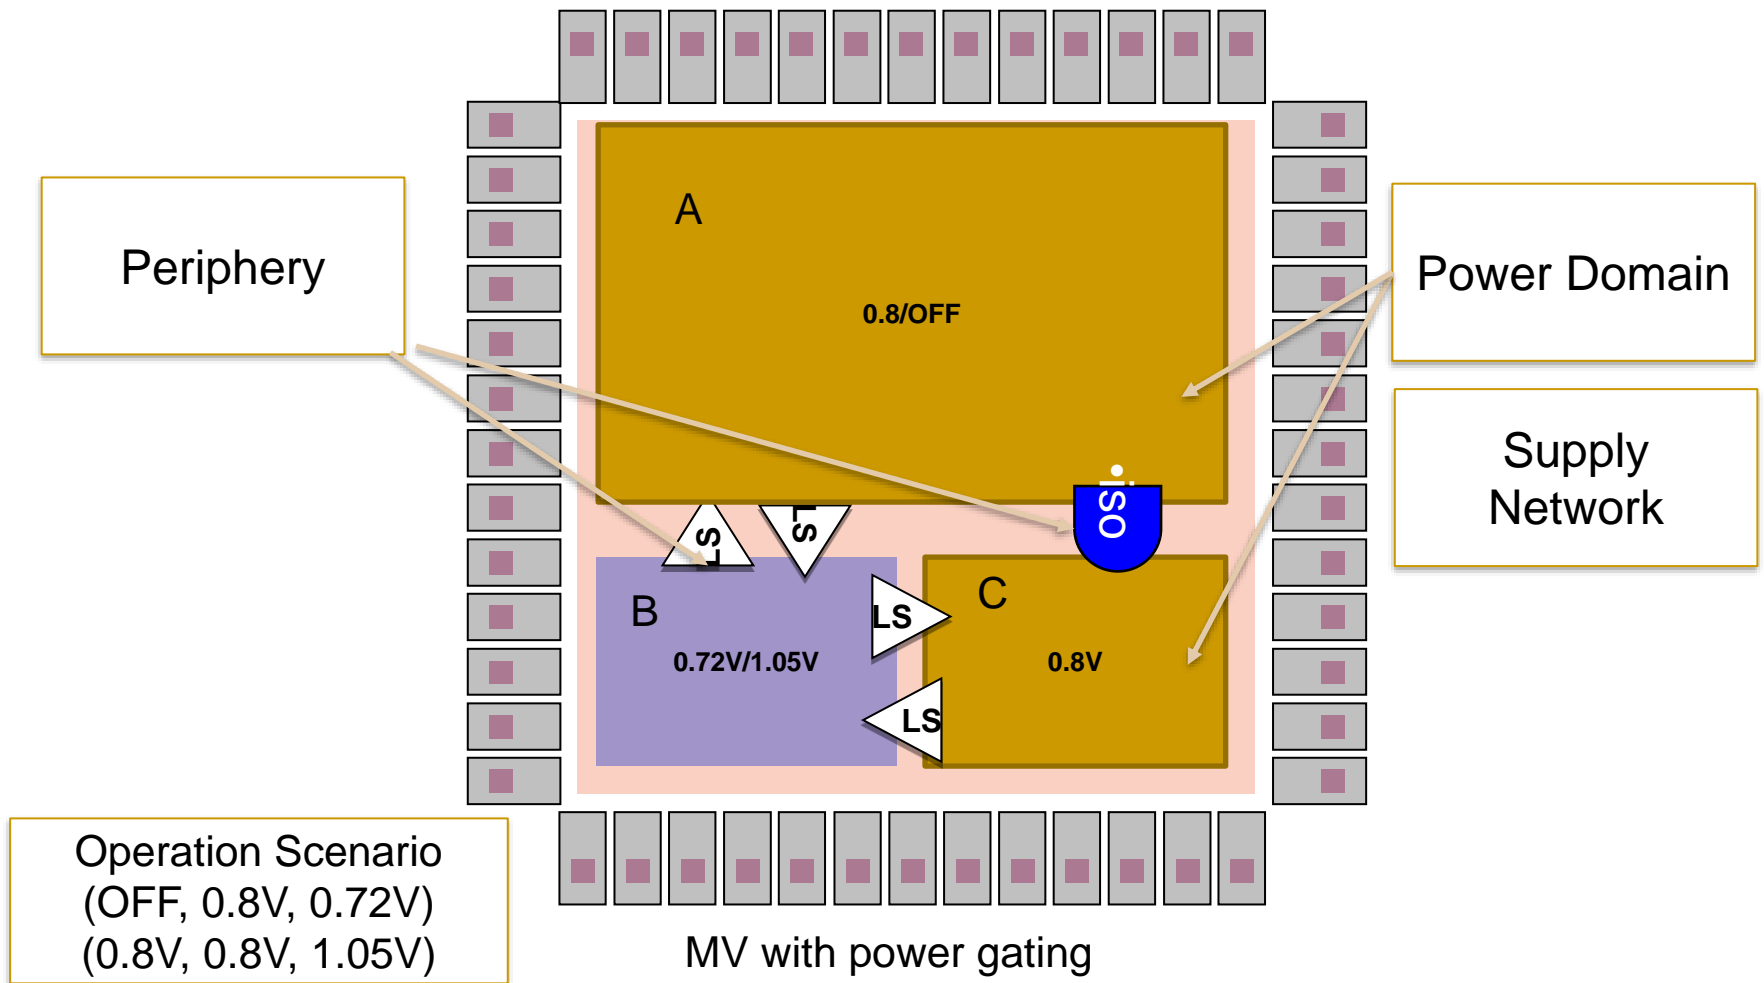 A
Periphery
Power Domain
0.8/OFF
Supply
Network
iso
LS
LS
B
C
LS
0.72V/1.05V
0.8V
LS
Operation Scenario
(OFF, 0.8V, 0.72V)
(0.8V, 0.8V, 1.05V)
MV with power gating